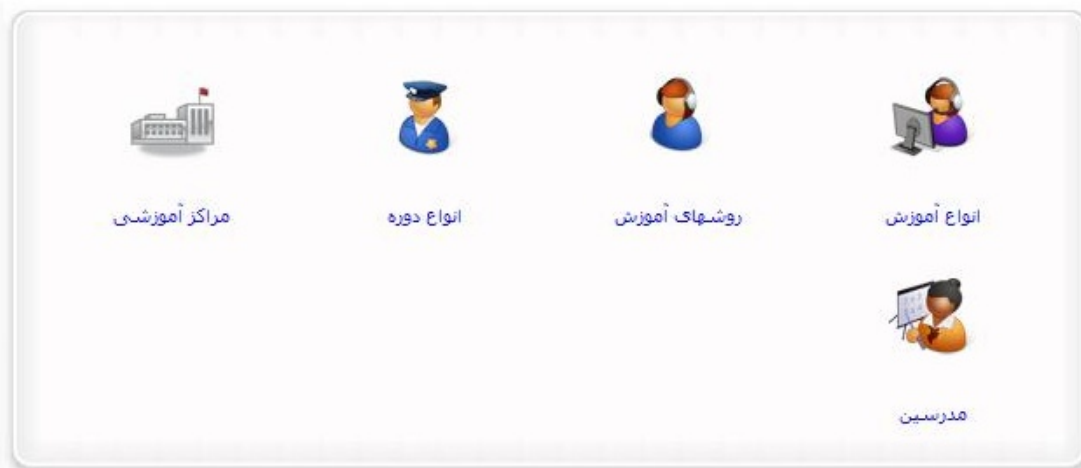 انواع آموزش
روشهای آموزش
انواع دوره
مراکز آموزشی
مدرسین